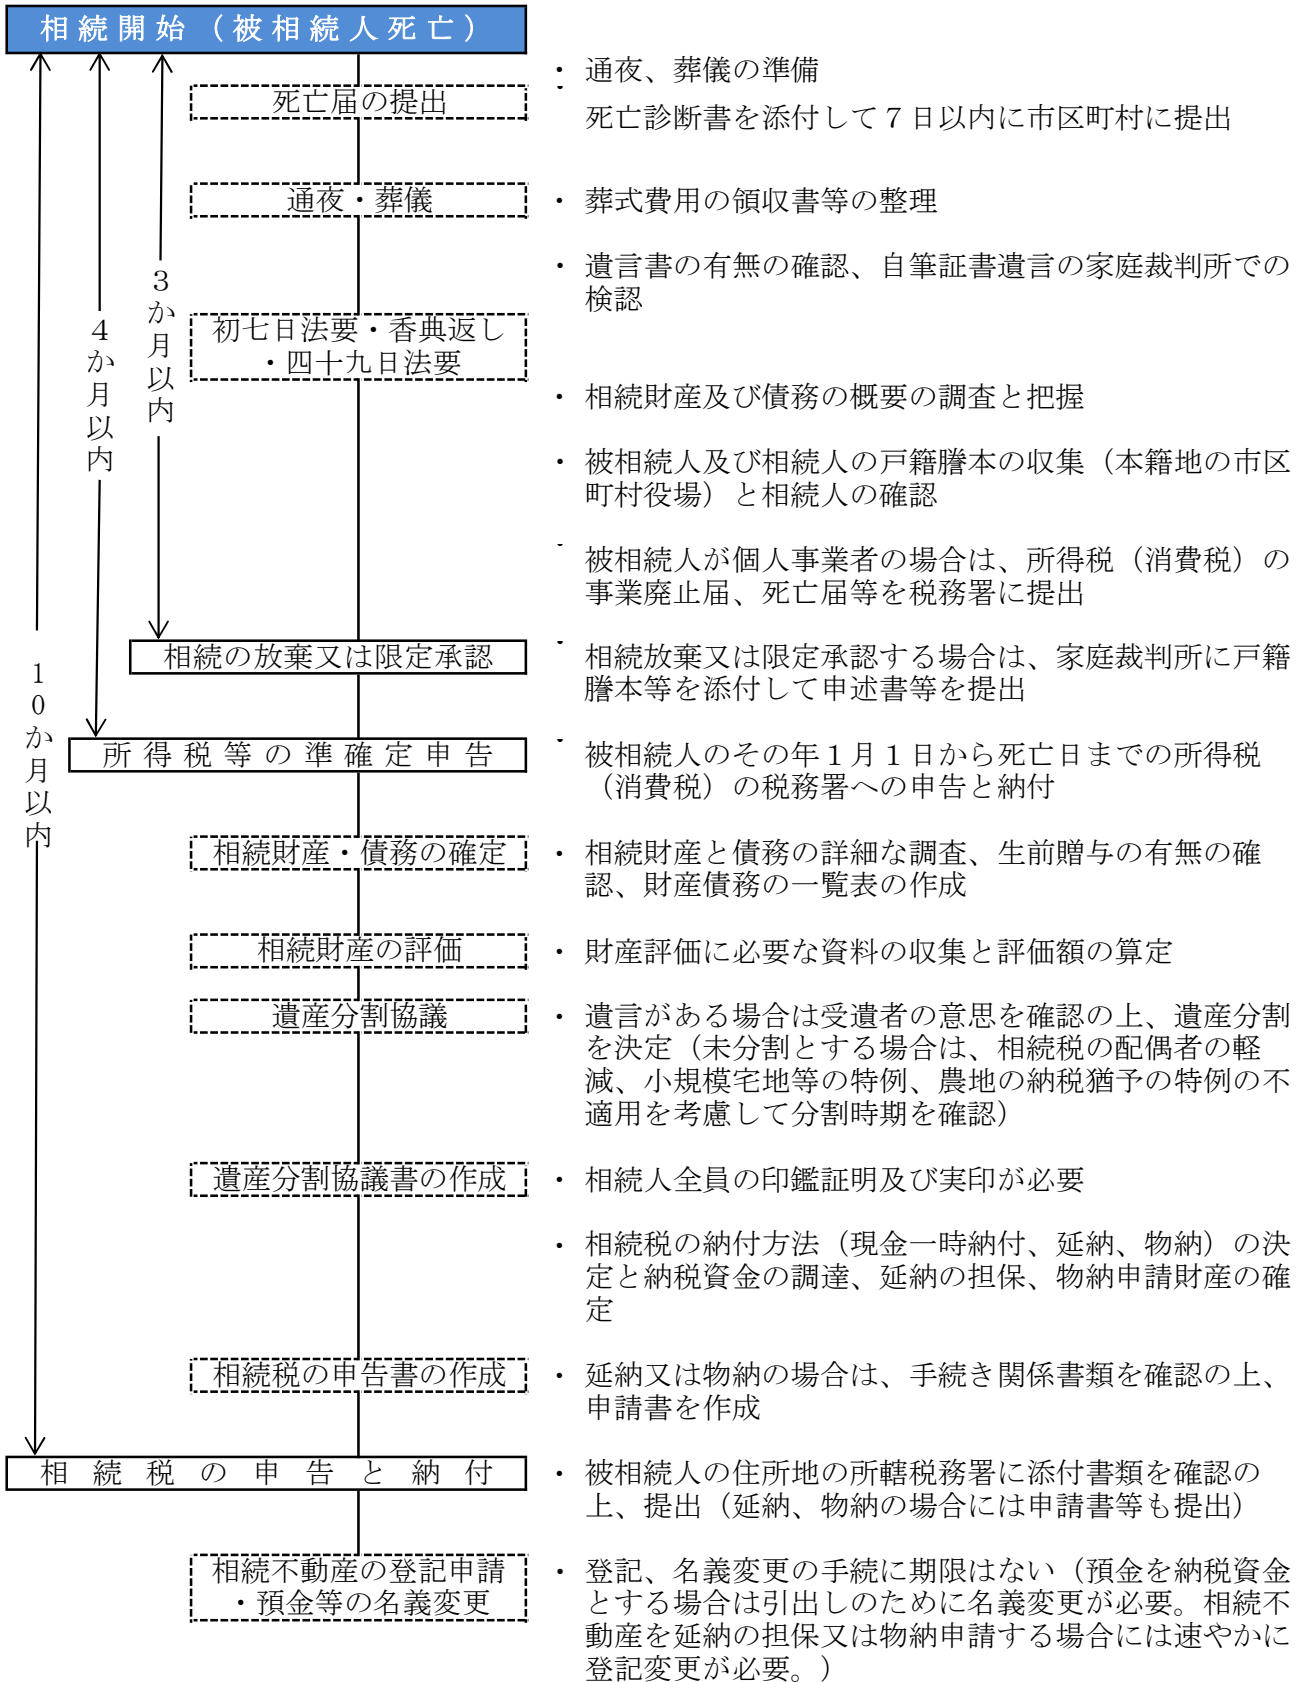 相続開始（被相続人死亡）
・ 通夜、葬儀の準備
死亡届の提出
・ 死亡診断書を添付して７日以内に市区町村に提出
通夜・葬儀
・ 葬式費用の領収書等の整理
・ 遺言書の有無の確認、自筆証書遺言の家庭裁判所での
検認
３か月以内
４か月以内
初七日法要・香典返し
・四十九日法要
・ 相続財産及び債務の概要の調査と把握
・ 被相続人及び相続人の戸籍謄本の収集（本籍地の市区
町村役場）と相続人の確認
・ 被相続人が個人事業者の場合は、所得税（消費税）の
事業廃止届、死亡届等を税務署に提出
相続の放棄又は限定承認
・ 相続放棄又は限定承認する場合は、家庭裁判所に戸籍
謄本等を添付して申述書等を提出
10か月以内
所得税等の準確定申告
・ 被相続人のその年１月１日から死亡日までの所得税
（消費税）の税務署への申告と納付
相続財産・債務の確定
・ 相続財産と債務の詳細な調査、生前贈与の有無の確
認、財産債務の一覧表の作成
相続財産の評価
・ 財産評価に必要な資料の収集と評価額の算定
遺産分割協議
・ 遺言がある場合は受遺者の意思を確認の上、遺産分割
を決定（未分割とする場合は、相続税の配偶者の軽
減、小規模宅地等の特例、農地の納税猶予の特例の不
適用を考慮して分割時期を確認）
遺産分割協議書の作成
・ 相続人全員の印鑑証明及び実印が必要
・ 相続税の納付方法（現金一時納付、延納、物納）の決
定と納税資金の調達、延納の担保、物納申請財産の確
定
相続税の申告書の作成
・ 延納又は物納の場合は、手続き関係書類を確認の上、
申請書を作成
相続税の申告と納付
・ 被相続人の住所地の所轄税務署に添付書類を確認の
上、提出（延納、物納の場合には申請書等も提出）
相続不動産の登記申請
・預金等の名義変更
・ 登記、名義変更の手続に期限はない（預金を納税資金
とする場合は引出しのために名義変更が必要。相続不
動産を延納の担保又は物納申請する場合には速やかに
登記変更が必要。）